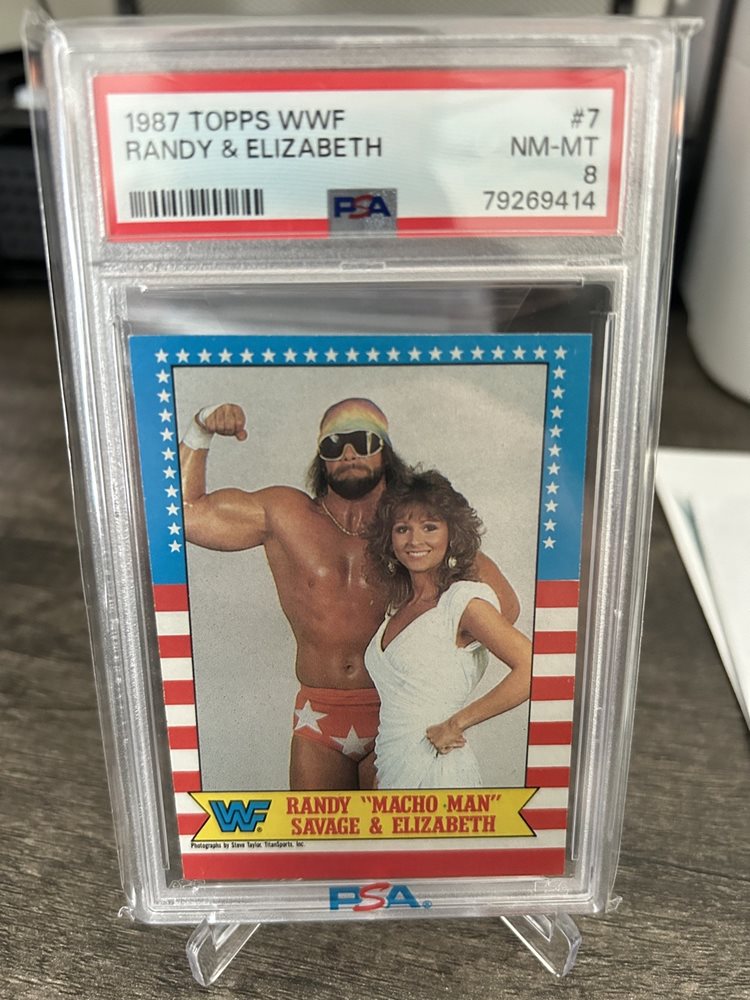 1987 TOPPS WWF #7
RANDY & ELIZABETH NM-MT
8
PSA 79269414
WF ®
RANDY "MACHO MAN"
SAVAGE & ELIZABETH
Photographs by Steve Taylor, TitanSports, Inc.
PSA®